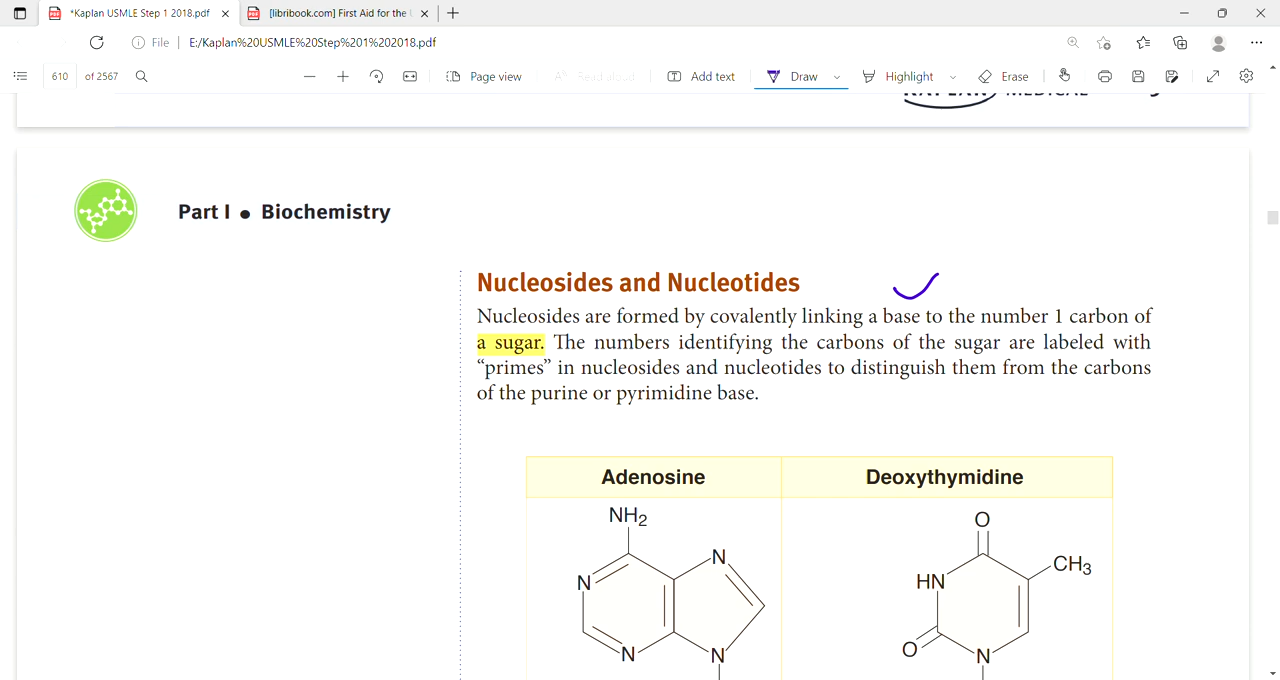 *Kaplan USMLE Step 1 2018.pdf
[libribook.com] First Aid for the
File
E:/Kaplan%20USMLE%20Step%201%202018.pdf
610 of 2567
Page view
Read aloud
Add text
Draw
Highlight
Erase
Part I ● Biochemistry
Nucleosides and Nucleotides
Nucleosides are formed by covalently linking a base to the number 1 carbon of
a sugar. The numbers identifying the carbons of the sugar are labeled with
“primes” in nucleosides and nucleotides to distinguish them from the carbons
of the purine or pyrimidine base.
Adenosine
Deoxythymidine
NH2
N
N
N
N
O
CH3
HN
O
N